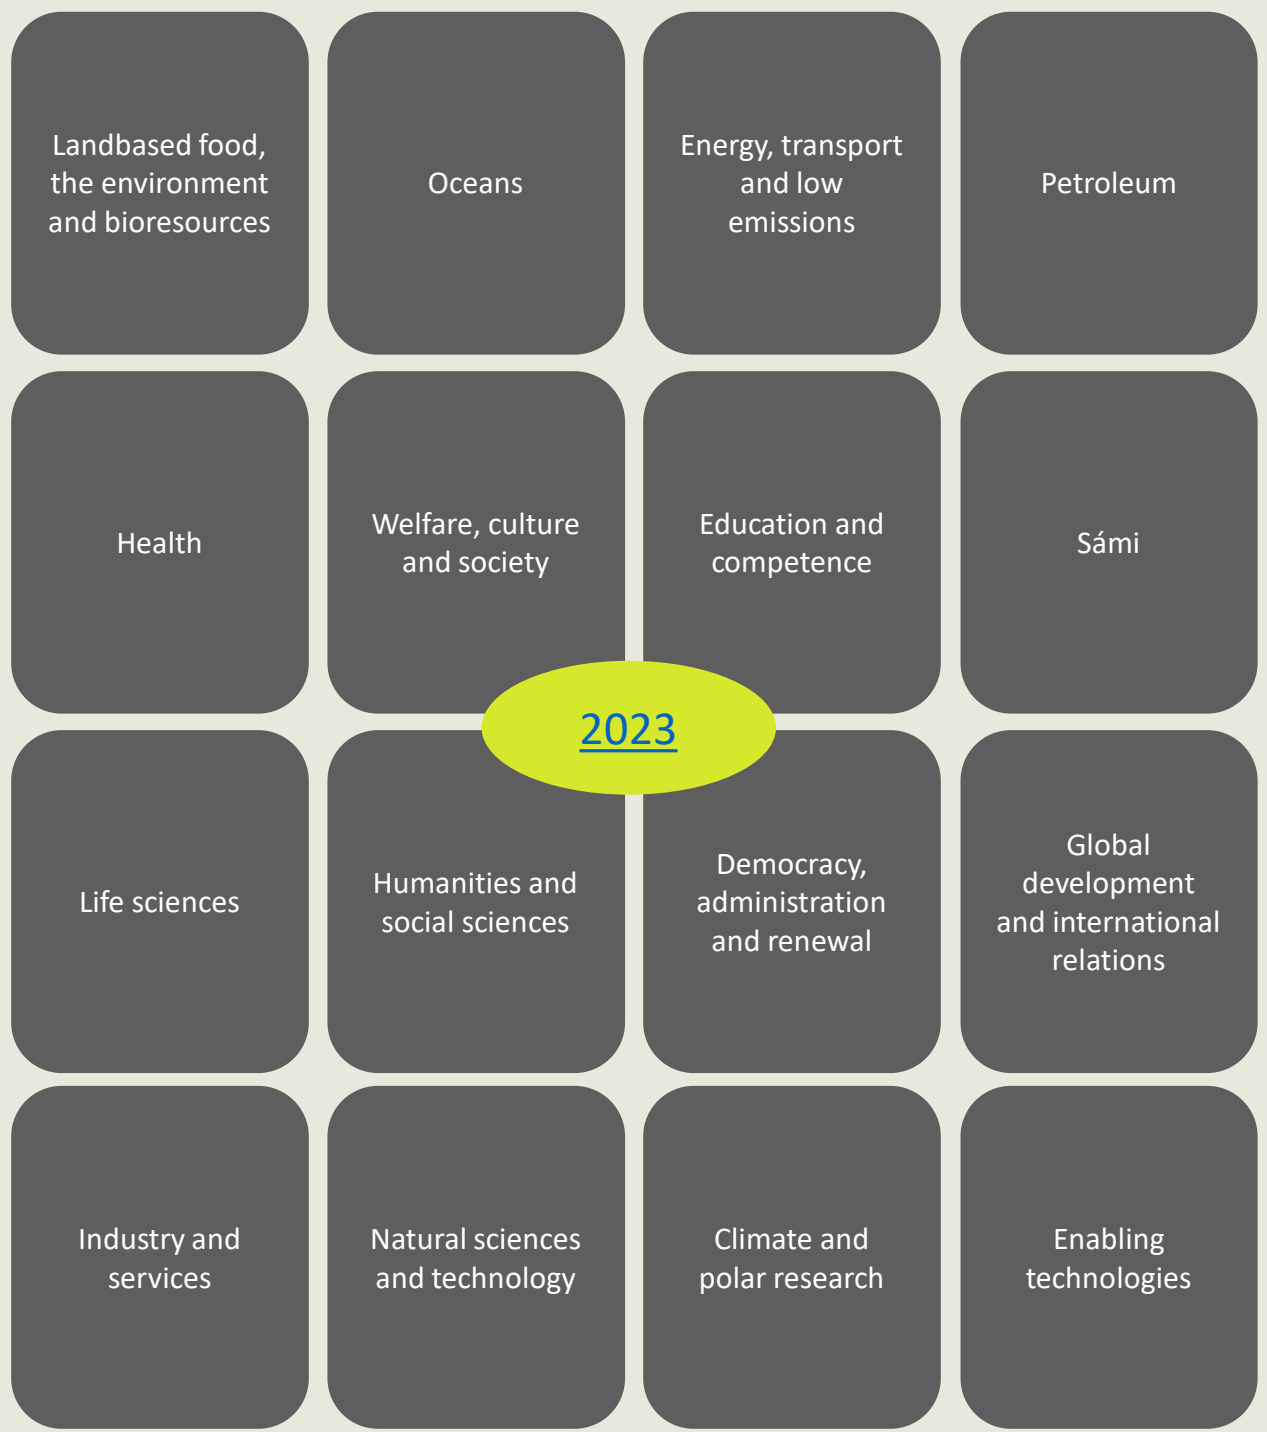 Landbased food,
the environment
and bioresources
Oceans
Energy, transport
and low
emissions
Petroleum
Health
Welfare, culture
and society
Education and
competence
Sámi
2023
Life sciences
Humanities and
social sciences
Democracy,
administration
and renewal
Global
development
and international
relations
Industry and
services
Natural sciences
and technology
Climate and
polar research
Enabling
technologies